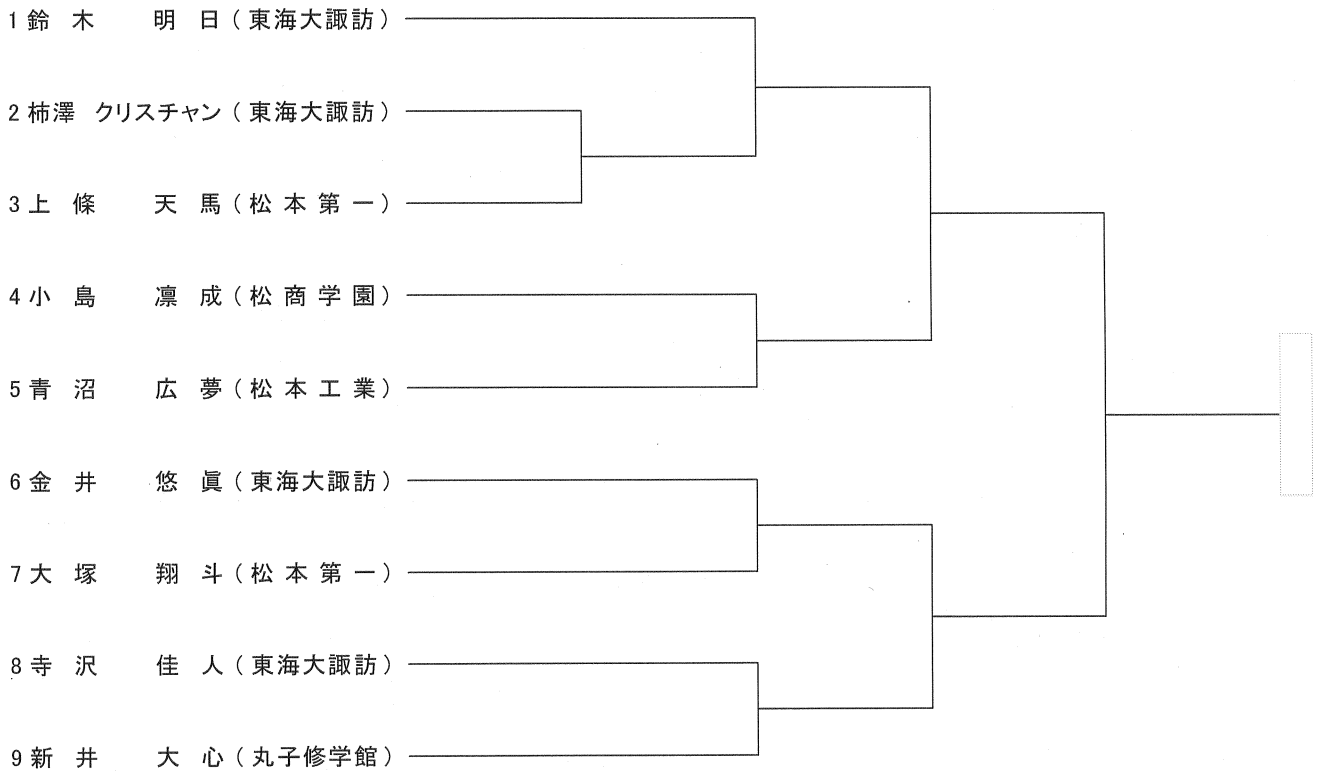 1 鈴木 明日(東海大諏訪)
2 柿澤 クリスチャン(東海大諏訪)
3 上條 天馬(松本第一)
4 小島 凛成(松商学園)
5 青沼 広夢(松本工業)
6 金井 悠眞(東海大諏訪)
7 大塚 翔斗(松本第一)
8 寺沢 佳人(東海大諏訪)
9 新井 大心(丸子修学館)